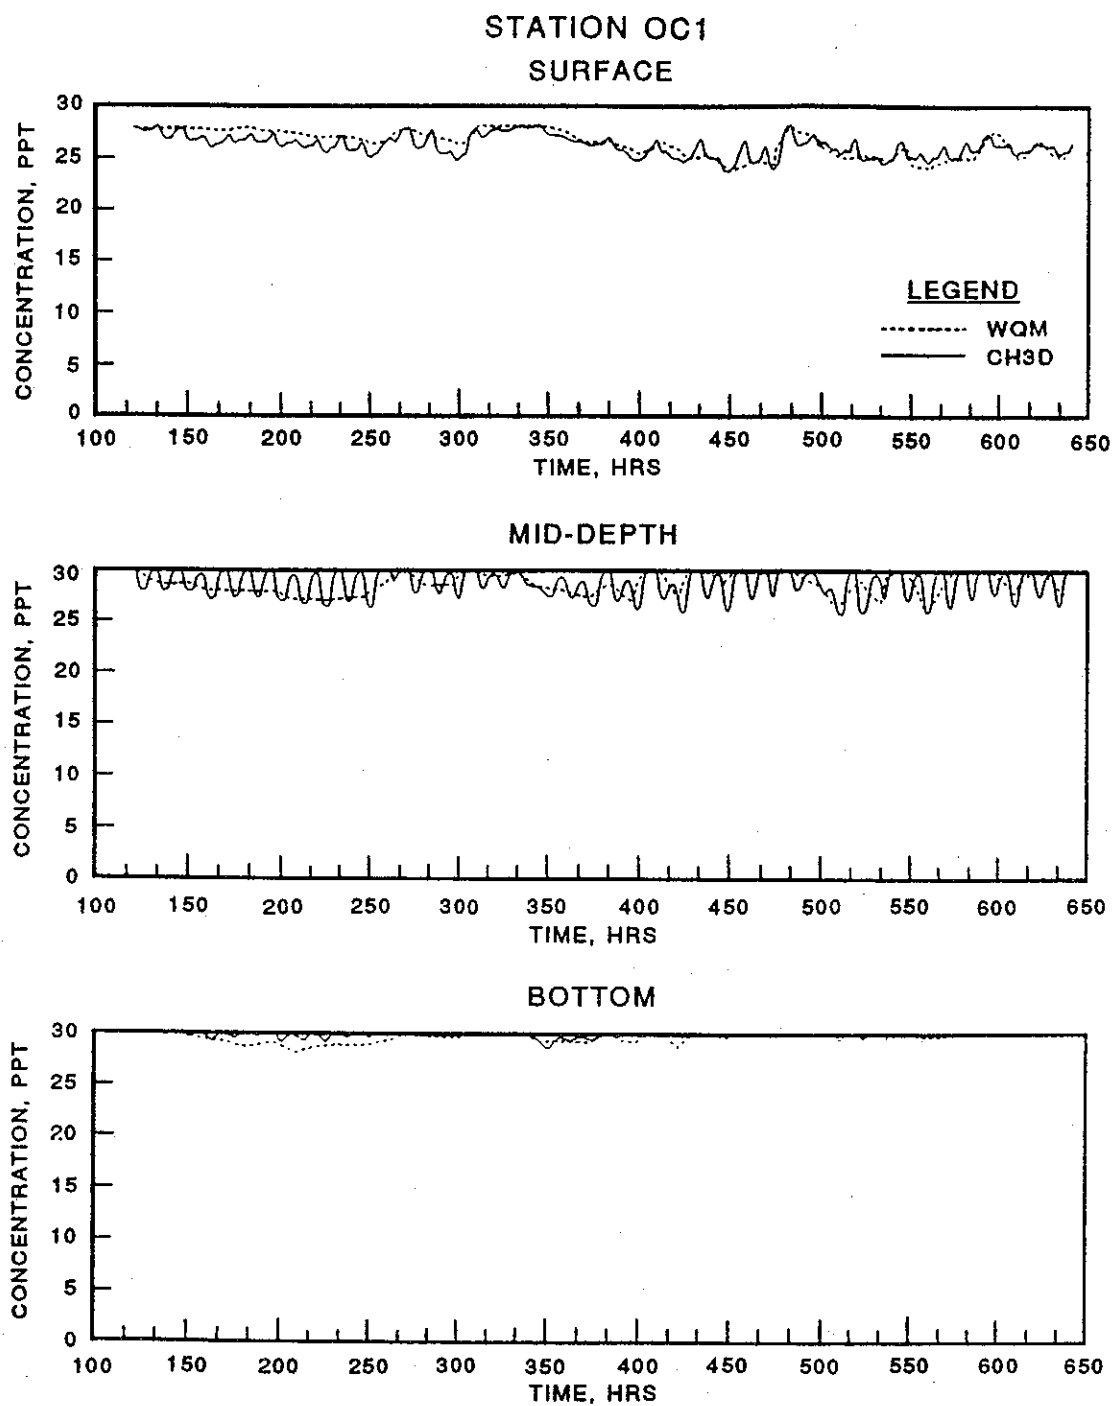 STATION OC1
SURFACE
CONCENTRATION, PPT
30
25
20
15
10
5
0
LEGEND
WQM
CH3D
100 150 200 250 300 350 400 450 500 550 600 650
TIME, HRS
MID-DEPTH
CONCENTRATION, PPT
30
25
20
15
10
5
0
100 150 200 250 300 350 400 450 500 550 600 650
TIME, HRS
BOTTOM
CONCENTRATION, PPT
30
25
20
15
10
5
0
100 150 200 250 300 350 400 450 500 550 600 650
TIME, HRS